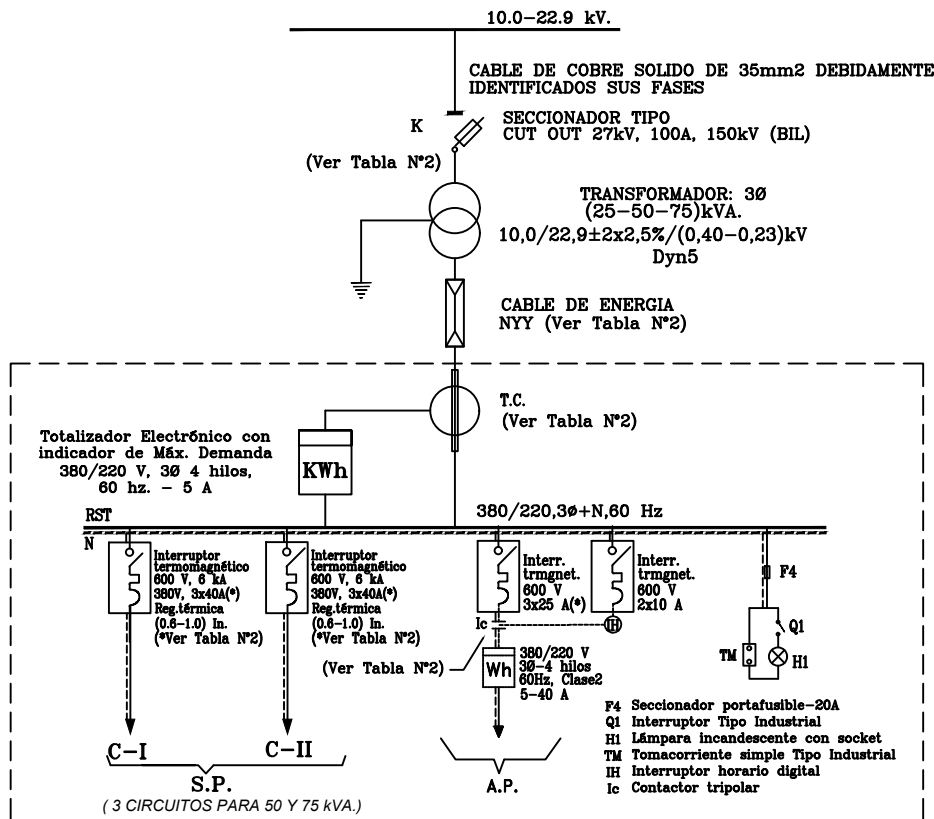 10.0-22.9 kV.
CABLE DE COBRE SOLIDO DE 35mm2 DEBIDAMENTE
IDENTIFICADOS SUS FASES
K
SECCIONADOR TIPO
CUT OUT 27kV, 100A, 150kV (BIL)
(Ver Tabla N°2)
TRANSFORMADOR: 3Ø
(25-50-75)kVA.
10,0/22,9±2x2,5%/(0,40-0,23)kV
Dyn5
CABLE DE ENERGIA
NYY (Ver Tabla N°2)
T.C.
(Ver Tabla N°2)
Totalizador Electrónico con
indicador de Máx. Demanda
380/220 V, 3Ø 4 hilos,
60 hz. - 5 A
KWh
RST
380/220,3ø+N,60 Hz
N
Interruptor
termomagnético
600 V, 6 kA
380V, 3x40A(*)
Reg.térmica
(0.6-1.0) In.
(*Ver Tabla N°2)
Interruptor
termomagnético
600 V, 6 kA
380V, 3x40A(*)
Reg.térmica
(0.6-1.0) In.
(*Ver Tabla N°2)
Interr.
trmgnet.
600 V
3x25 A(*)
Interr.
trmgnet.
600 V
2x10 A
F4
Ic
IH
Q1
TM
H1
(Ver Tabla N°2)
Wh
380/220 V
3Ø-4 hilos
60Hz, Clase2
5-40 A
F4 Seccionador portafusible-20A
Q1 Interruptor Tipo Industrial
H1 Lámpara incandescente con socket
TM Tomacorriente simple Tipo Industrial
IH Interruptor horario digital
Ic Contactor tripolar
C-I
C-II
S.P.
A.P.
( 3 CIRCUITOS PARA 50 Y 75 kVA.)